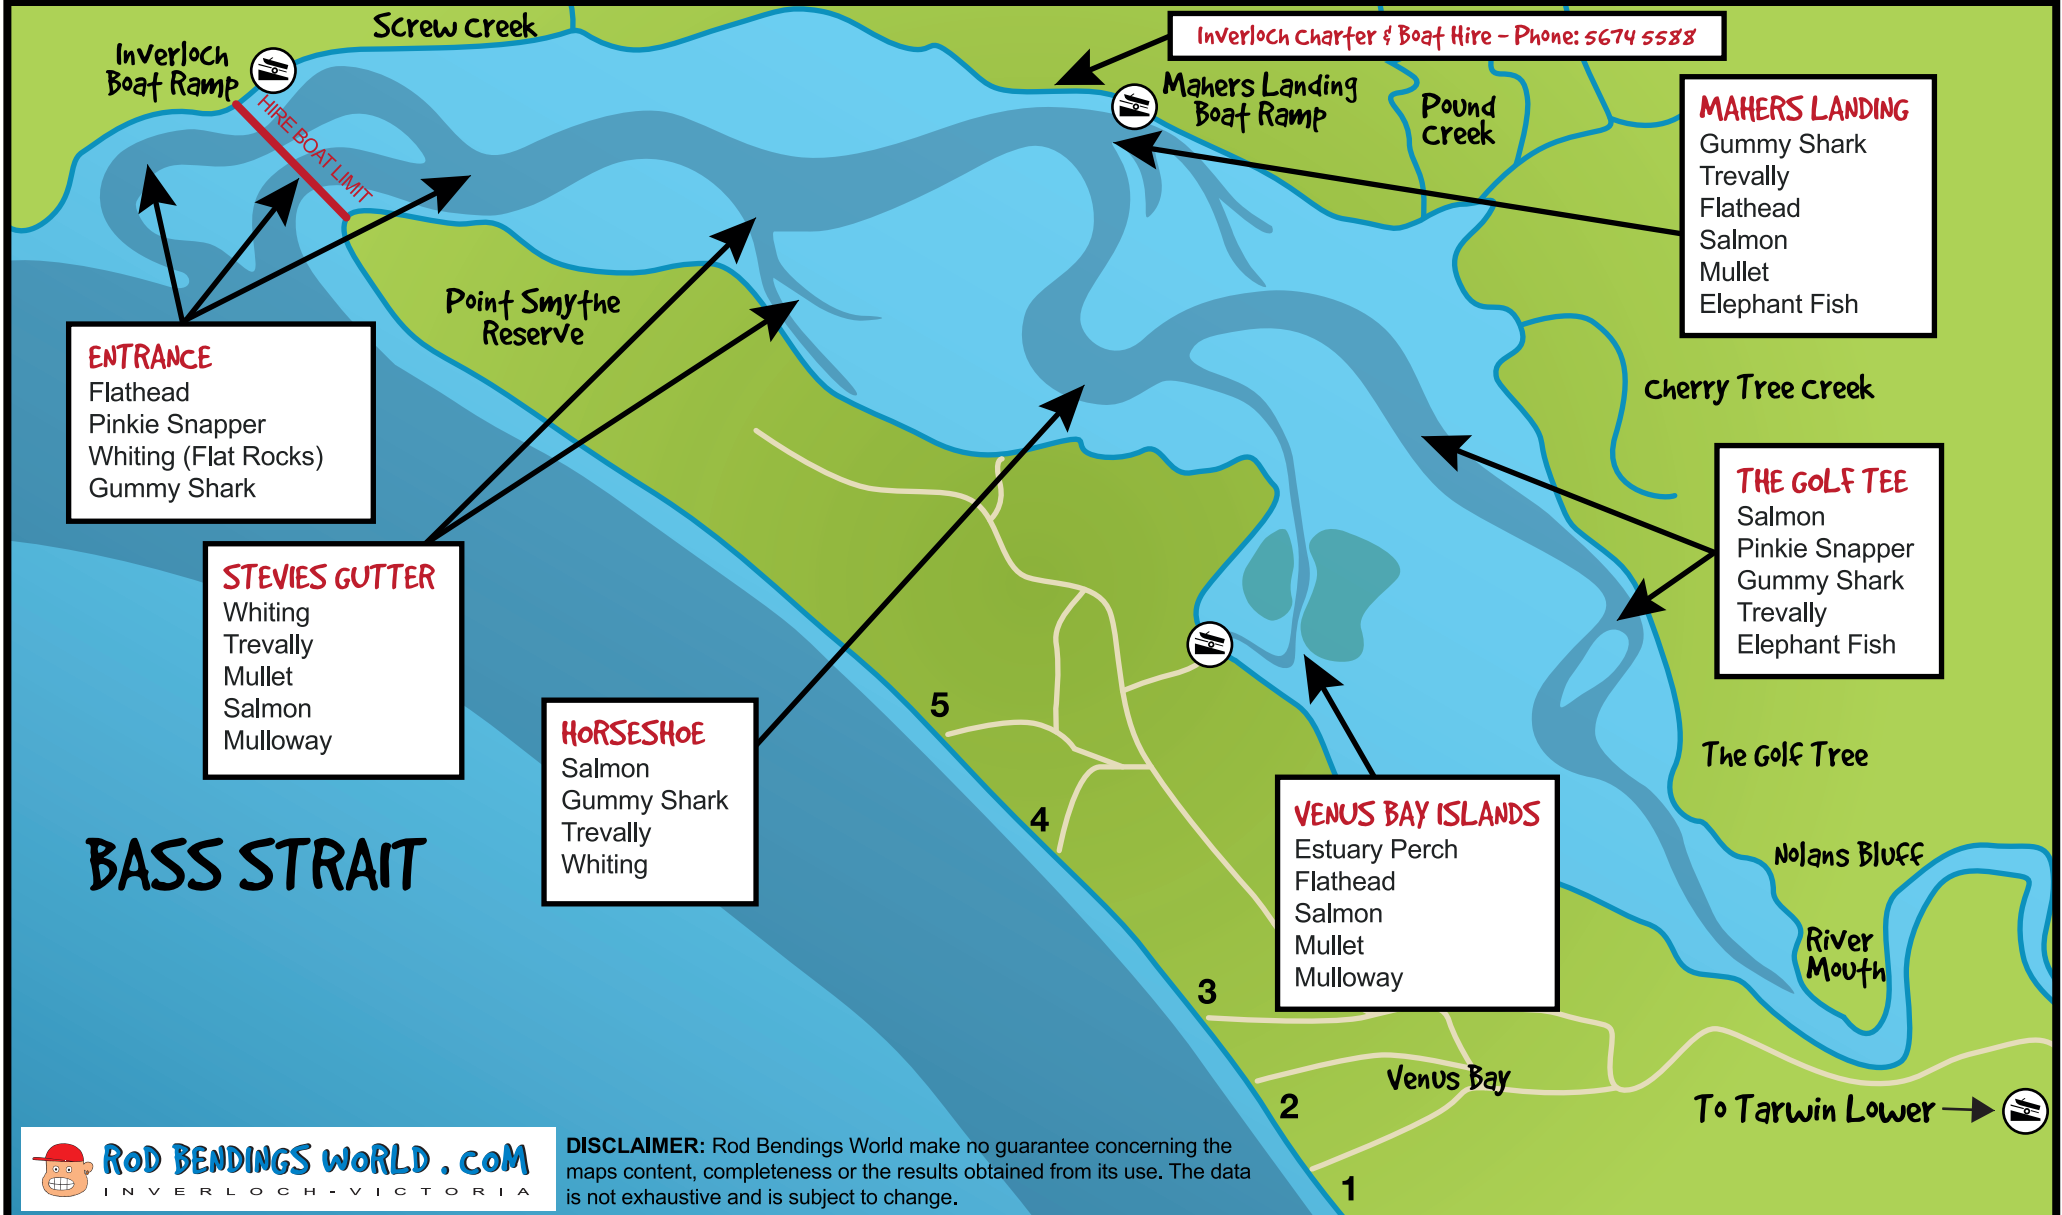 Screw Creek
Inverloch Charter & Boat Hire - Phone: 5674 5588
Inverloch
Boat Ramp
HIRE BOAT LIMIT
Mahers Landing
Boat Ramp
Pound
Creek
MAHERS LANDING
Gummy Shark
Trevally
Flathead
Salmon
Mullet
Elephant Fish
Point Smythe
Reserve
ENTRANCE
Flathead
Pinkie Snapper
Whiting (Flat Rocks)
Gummy Shark
Cherry Tree Creek
THE GOLF TEE
Salmon
Pinkie Snapper
Gummy Shark
Trevally
Elephant Fish
STEVIES GUTTER
Whiting
Trevally
Mullet
Salmon
Mulloway
HORSESHOE
Salmon
Gummy Shark
Trevally
Whiting
5
4
The Golf Tree
VENUS BAY ISLANDS
Estuary Perch
Flathead
Salmon
Mullet
Mulloway
BASS STRAIT
Nolans Bluff
River
Mouth
3
Venus Bay
2
To Tarwin Lower
1
ROD BENDINGS WORLD . COM
INVERLOCH-VICTORIA
DISCLAIMER: Rod Bendings World make no guarantee concerning the
maps content, completeness or the results obtained from its use. The data
is not exhaustive and is subject to change.